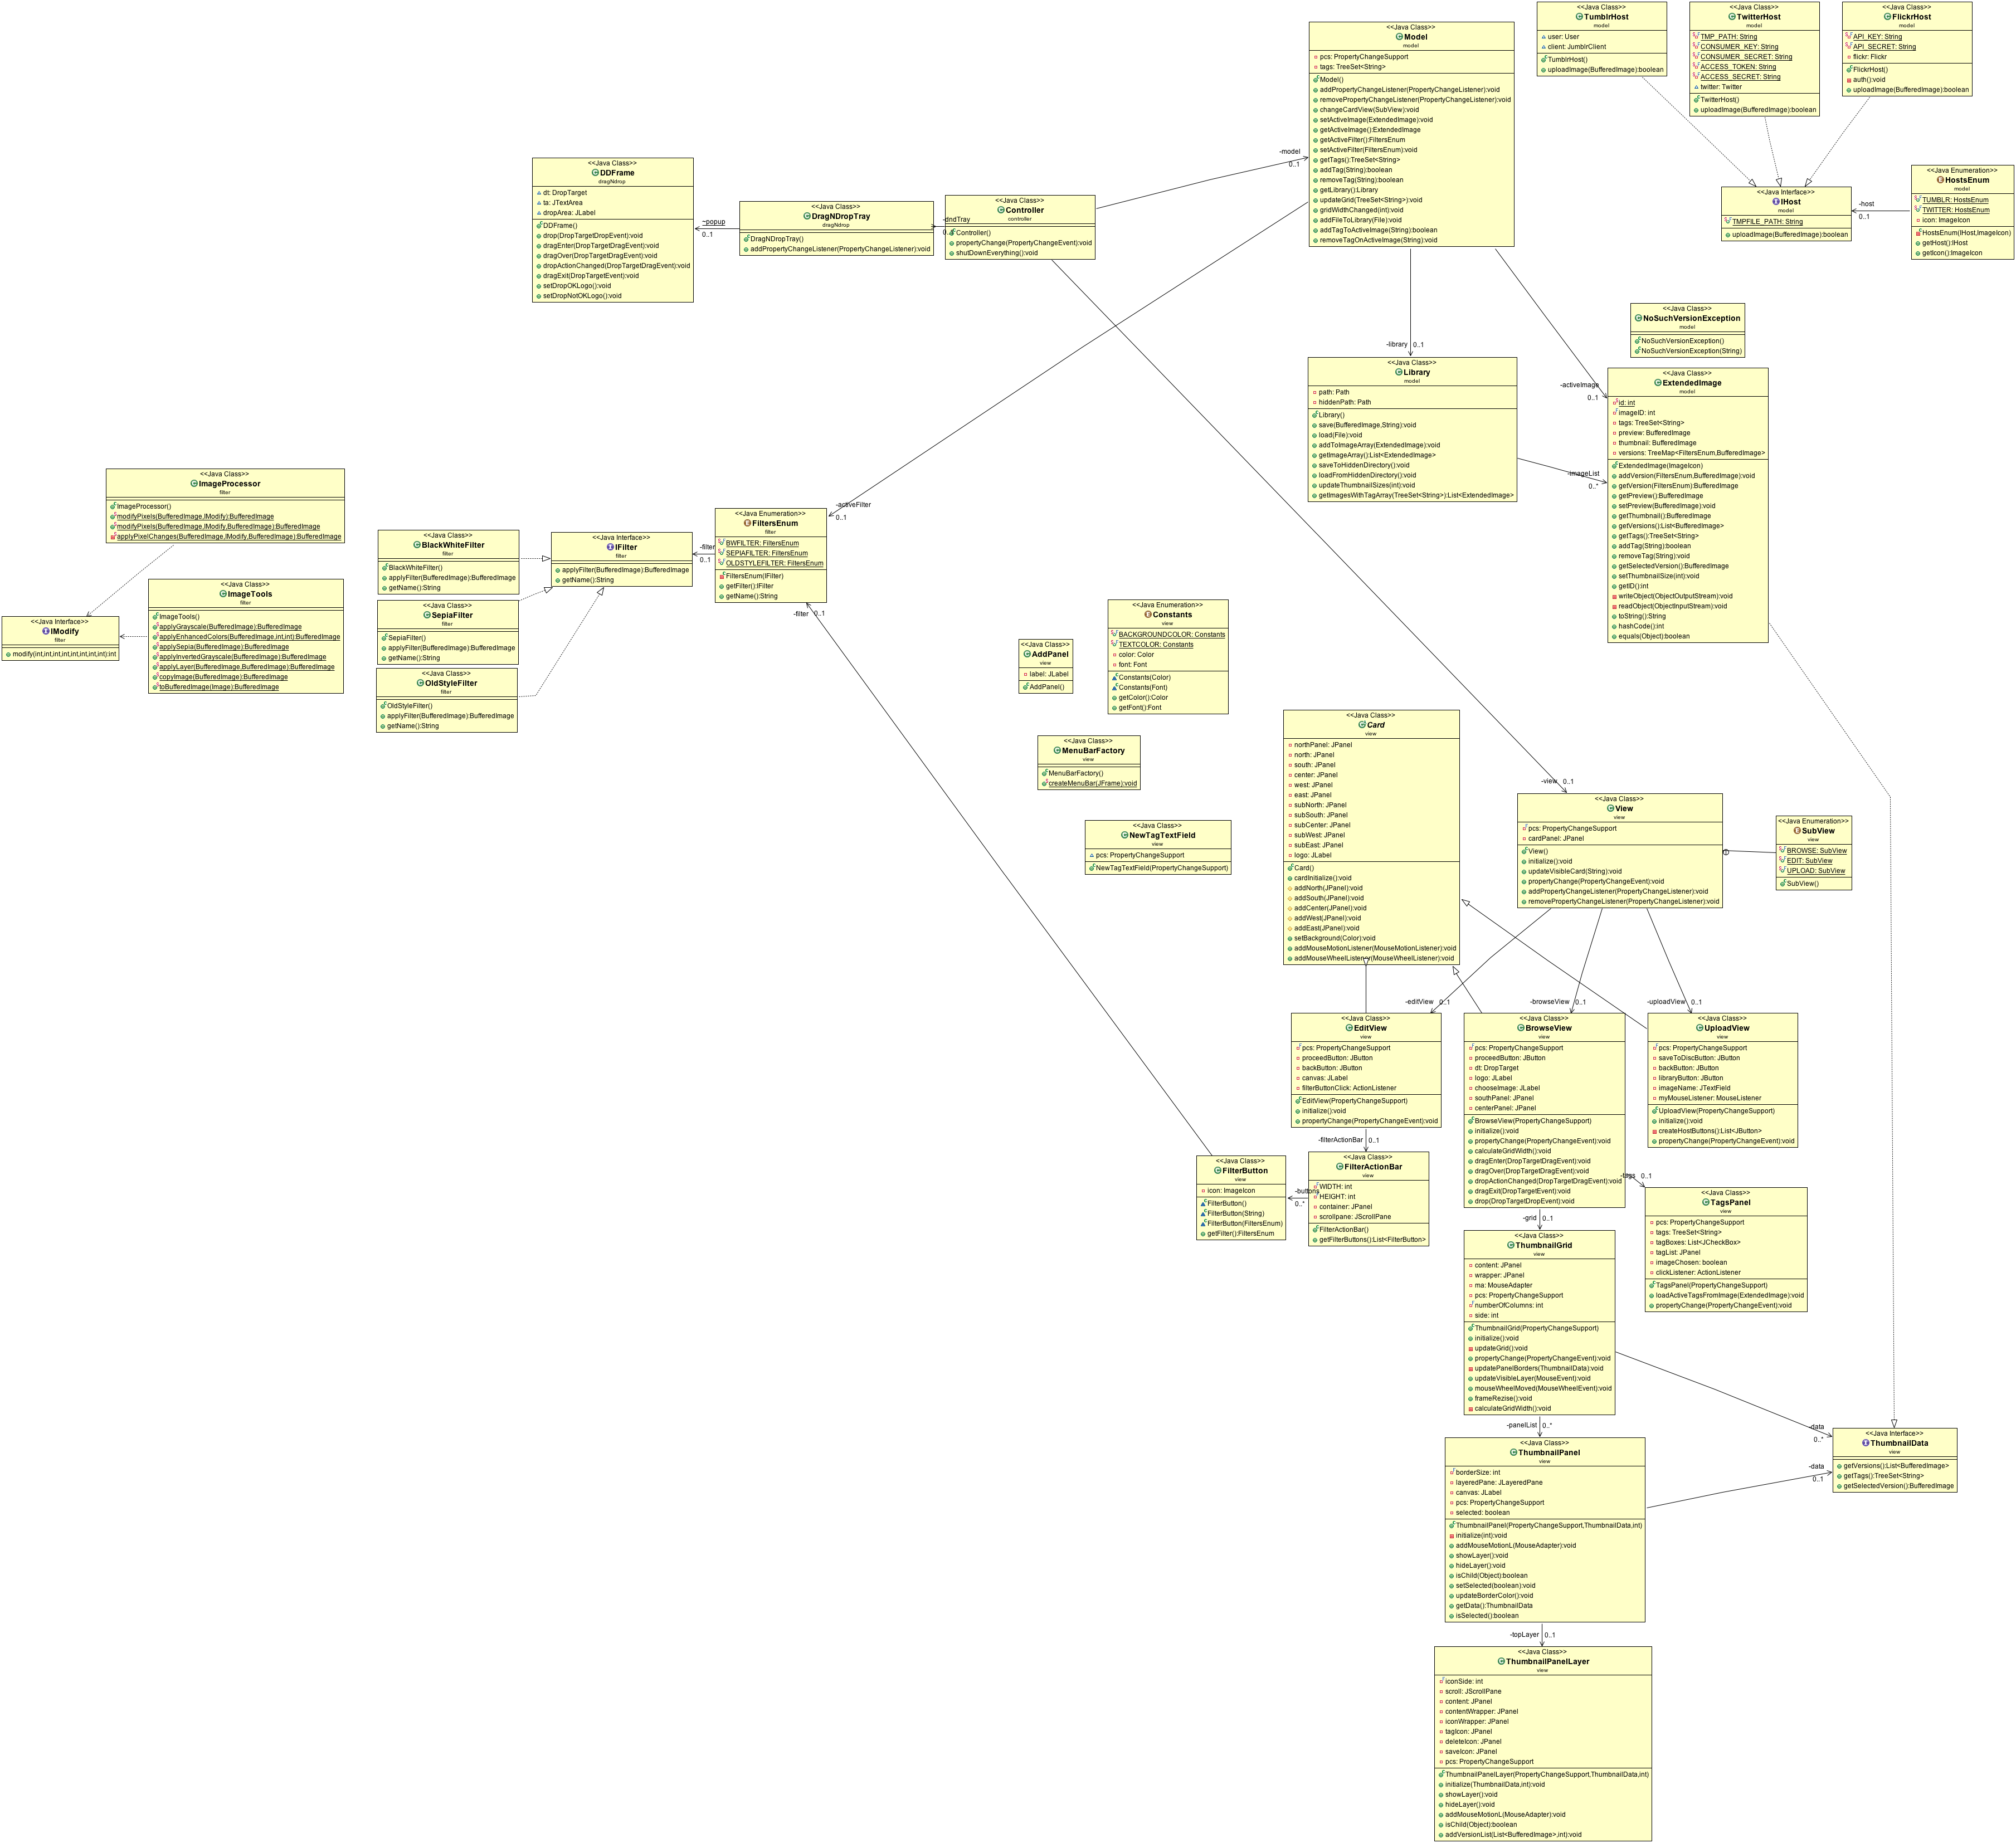 <<Java Class>>
TumblrHost
model
user: User
client: JumblrClient
TumblrHost()
uploadImage(BufferedImage):boolean
<<Java Class>>
TwitterHost
model
TMP_PATH: String
CONSUMER_KEY: String
CONSUMER_SECRET: String
ACCESS_TOKEN: String
ACCESS_SECRET: String
twitter: Twitter
TwitterHost()
uploadImage(BufferedImage):boolean
<<Java Class>>
FlickrHost
model
API_KEY: String
API_SECRET: String
flickr: Flickr
FlickrHost()
auth():void
uploadImage(BufferedImage):boolean
<<Java Class>>
Model
model
pcs: PropertyChangeSupport
tags: TreeSet<String>
Model()
addPropertyChangeListener(PropertyChangeListener):void
removePropertyChangeListener(PropertyChangeListener):void
changeCardView(SubView):void
setActiveImage(ExtendedImage):void
getActiveImage():ExtendedImage
getActiveFilter():FiltersEnum
setActiveFilter(FiltersEnum):void
getTags():TreeSet<String>
addTag(String):boolean
removeTag(String):boolean
getLibrary():Library
updateGrid(TreeSet<String>):void
gridWidthChanged(int):void
addFileToLibrary(File):void
addTagToActiveImage(String):boolean
removeTagOnActiveImage(String):void
<<Java Class>>
DDFrame
dragNdrop
dt: DropTarget
ta: JTextArea
dropArea: JLabel
DDFrame()
drop(DropTargetDropEvent):void
dragEnter(DropTargetDragEvent):void
dragOver(DropTargetDragEvent):void
dropActionChanged(DropTargetDragEvent):void
dragExit(DropTargetEvent):void
setDropOKLogo():void
setDropNotOKLogo():void
~popup
0..1
<<Java Class>>
DragNDropTray
dragNdrop
DragNDropTray()
addPropertyChangeListener(PropertyChangeListener):void
-dndTray
<<Java Class>>
Controller
controller
Controller()
propertyChange(PropertyChangeEvent):void
shutDownEverything():void
-model
0..1
<<Java Interface>>
IHost
model
TMPFILE_PATH: String
uploadImage(BufferedImage):boolean
-host
0..1
<<Java Enumeration>>
HostsEnum
model
TUMBLR: HostsEnum
TWITTER: HostsEnum
icon: ImageIcon
HostsEnum(IHost,ImageIcon)
getHost():IHost
getIcon():ImageIcon
<<Java Class>>
NoSuchVersionException
model
NoSuchVersionException()
NoSuchVersionException(String)
-library 0..1
<<Java Class>>
Library
model
path: Path
hiddenPath: Path
Library()
save(BufferedImage,String):void
load(File):void
addToImageArray(ExtendedImage):void
getImageArray():List<ExtendedImage>
saveToHiddenDirectory():void
loadFromHiddenDirectory():void
updateThumbnailSizes(int):void
getImagesWithTagArray(TreeSet<String>):List<ExtendedImage>
-activeImage
0..1
-imageList
0..*
<<Java Class>>
ExtendedImage
model
id: int
imageID: int
tags: TreeSet<String>
preview: BufferedImage
thumbnail: BufferedImage
versions: TreeMap<FiltersEnum,BufferedImage>
ExtendedImage(ImageIcon)
addVersion(FiltersEnum,BufferedImage):void
getVersion(FiltersEnum):BufferedImage
getPreview():BufferedImage
setPreview(BufferedImage):void
getThumbnail():BufferedImage
getVersions():List<BufferedImage>
getTags():TreeSet<String>
addTag(String):boolean
removeTag(String):void
getSelectedVersion():BufferedImage
setThumbnailSize(int):void
getID():int
writeObject(ObjectOutputStream):void
readObject(ObjectInputStream):void
toString():String
hashCode():int
equals(Object):boolean
<<Java Class>>
ImageProcessor
filter
ImageProcessor()
modifyPixels(BufferedImage,IModify):BufferedImage
modifyPixels(BufferedImage,IModify,BufferedImage):BufferedImage
applyPixelChanges(BufferedImage,IModify,BufferedImage):BufferedImage
<<Java Interface>>
IModify
filter
modify(int,int,int,int,int,int,int,int):int
<<Java Class>>
ImageTools
filter
ImageTools()
applyGrayscale(BufferedImage):BufferedImage
applyEnhancedColors(BufferedImage,int,int):BufferedImage
applySepia(BufferedImage):BufferedImage
applyInvertedGrayscale(BufferedImage):BufferedImage
applyLayer(BufferedImage,BufferedImage):BufferedImage
copyImage(BufferedImage):BufferedImage
toBufferedImage(Image):BufferedImage
<<Java Class>>
BlackWhiteFilter
filter
BlackWhiteFilter()
applyFilter(BufferedImage):BufferedImage
getName():String
<<Java Class>>
SepiaFilter
filter
SepiaFilter()
applyFilter(BufferedImage):BufferedImage
getName():String
<<Java Class>>
OldStyleFilter
filter
OldStyleFilter()
applyFilter(BufferedImage):BufferedImage
getName():String
<<Java Interface>>
IFilter
filter
applyFilter(BufferedImage):BufferedImage
getName():String
-filter
0..1
<<Java Enumeration>>
FiltersEnum
filter
BWFILTER: FiltersEnum
SEPIAFILTER: FiltersEnum
OLDSTYLEFILTER: FiltersEnum
FiltersEnum(IFilter)
getFilter():IFilter
getName():String
-activeFilter
0..1
-filter 0..1
<<Java Class>>
AddPanel
view
label: JLabel
AddPanel()
<<Java Enumeration>>
Constants
view
BACKGROUNDCOLOR: Constants
TEXTCOLOR: Constants
color: Color
font: Font
Constants(Color)
Constants(Font)
getColor():Color
getFont():Font
<<Java Class>>
MenuBarFactory
view
MenuBarFactory()
createMenuBar(JFrame):void
<<Java Class>>
NewTagTextField
view
pcs: PropertyChangeSupport
NewTagTextField(PropertyChangeSupport)
<<Java Class>>
Card
view
northPanel: JPanel
north: JPanel
south: JPanel
center: JPanel
west: JPanel
east: JPanel
subNorth: JPanel
subSouth: JPanel
subCenter: JPanel
subWest: JPanel
subEast: JPanel
logo: JLabel
Card()
cardInitialize():void
addNorth(JPanel):void
addSouth(JPanel):void
addCenter(JPanel):void
addWest(JPanel):void
addEast(JPanel):void
setBackground(Color):void
addMouseMotionListener(MouseMotionListener):void
addMouseWheelListener(MouseWheelListener):void
-view 0..1
<<Java Class>>
View
view
pcs: PropertyChangeSupport
cardPanel: JPanel
View()
initialize():void
updateVisibleCard(String):void
propertyChange(PropertyChangeEvent):void
addPropertyChangeListener(PropertyChangeListener):void
removePropertyChangeListener(PropertyChangeListener):void
<<Java Enumeration>>
SubView
view
BROWSE: SubView
EDIT: SubView
UPLOAD: SubView
SubView()
-editView 0..1
-browseView 0..1
-uploadView 0..1
<<Java Class>>
EditView
view
pcs: PropertyChangeSupport
proceedButton: JButton
backButton: JButton
canvas: JLabel
filterButtonClick: ActionListener
EditView(PropertyChangeSupport)
initialize():void
propertyChange(PropertyChangeEvent):void
<<Java Class>>
BrowseView
view
pcs: PropertyChangeSupport
proceedButton: JButton
dt: DropTarget
logo: JLabel
chooseImage: JLabel
southPanel: JPanel
centerPanel: JPanel
BrowseView(PropertyChangeSupport)
initialize():void
propertyChange(PropertyChangeEvent):void
calculateGridWidth():void
dragEnter(DropTargetDragEvent):void
dragOver(DropTargetDragEvent):void
dropActionChanged(DropTargetDragEvent):void
dragExit(DropTargetEvent):void
drop(DropTargetDropEvent):void
<<Java Class>>
UploadView
view
pcs: PropertyChangeSupport
saveToDiscButton: JButton
backButton: JButton
libraryButton: JButton
imageName: JTextField
myMouseListener: MouseListener
UploadView(PropertyChangeSupport)
initialize():void
createHostButtons():List<JButton>
propertyChange(PropertyChangeEvent):void
-filterActionBar 0..1
<<Java Class>>
FilterButton
view
icon: ImageIcon
FilterButton()
FilterButton(String)
FilterButton(FiltersEnum)
getFilter():FiltersEnum
-buttons
0..*
<<Java Class>>
FilterActionBar
view
WIDTH: int
HEIGHT: int
container: JPanel
scrollpane: JScrollPane
FilterActionBar()
getFilterButtons():List<FilterButton>
-tags 0..1
<<Java Class>>
TagsPanel
view
pcs: PropertyChangeSupport
tags: TreeSet<String>
tagBoxes: List<JCheckBox>
tagList: JPanel
imageChosen: boolean
clickListener: ActionListener
TagsPanel(PropertyChangeSupport)
loadActiveTagsFromImage(ExtendedImage):void
propertyChange(PropertyChangeEvent):void
-grid 0..1
<<Java Class>>
ThumbnailGrid
view
content: JPanel
wrapper: JPanel
ma: MouseAdapter
pcs: PropertyChangeSupport
numberOfColumns: int
side: int
ThumbnailGrid(PropertyChangeSupport)
initialize():void
updateGrid():void
propertyChange(PropertyChangeEvent):void
updatePanelBorders(ThumbnailData):void
updateVisibleLayer(MouseEvent):void
mouseWheelMoved(MouseWheelEvent):void
frameRezise():void
calculateGridWidth():void
-panelList 0..*
-data
0..*
<<Java Interface>>
ThumbnailData
view
getVersions():List<BufferedImage>
getTags():TreeSet<String>
getSelectedVersion():BufferedImage
-data
0..1
<<Java Class>>
ThumbnailPanel
view
borderSize: int
layeredPane: JLayeredPane
canvas: JLabel
pcs: PropertyChangeSupport
selected: boolean
ThumbnailPanel(PropertyChangeSupport,ThumbnailData,int)
initialize(int):void
addMouseMotionL(MouseAdapter):void
showLayer():void
hideLayer():void
isChild(Object):boolean
setSelected(boolean):void
updateBorderColor():void
getData():ThumbnailData
isSelected():boolean
-topLayer 0..1
<<Java Class>>
ThumbnailPanelLayer
view
iconSide: int
scroll: JScrollPane
content: JPanel
contentWrapper: JPanel
iconWrapper: JPanel
tagIcon: JPanel
deleteIcon: JPanel
saveIcon: JPanel
pcs: PropertyChangeSupport
ThumbnailPanelLayer(PropertyChangeSupport,ThumbnailData,int)
initialize(ThumbnailData,int):void
showLayer():void
hideLayer():void
addMouseMotionL(MouseAdapter):void
isChild(Object):boolean
addVersionList(List<BufferedImage>,int):void